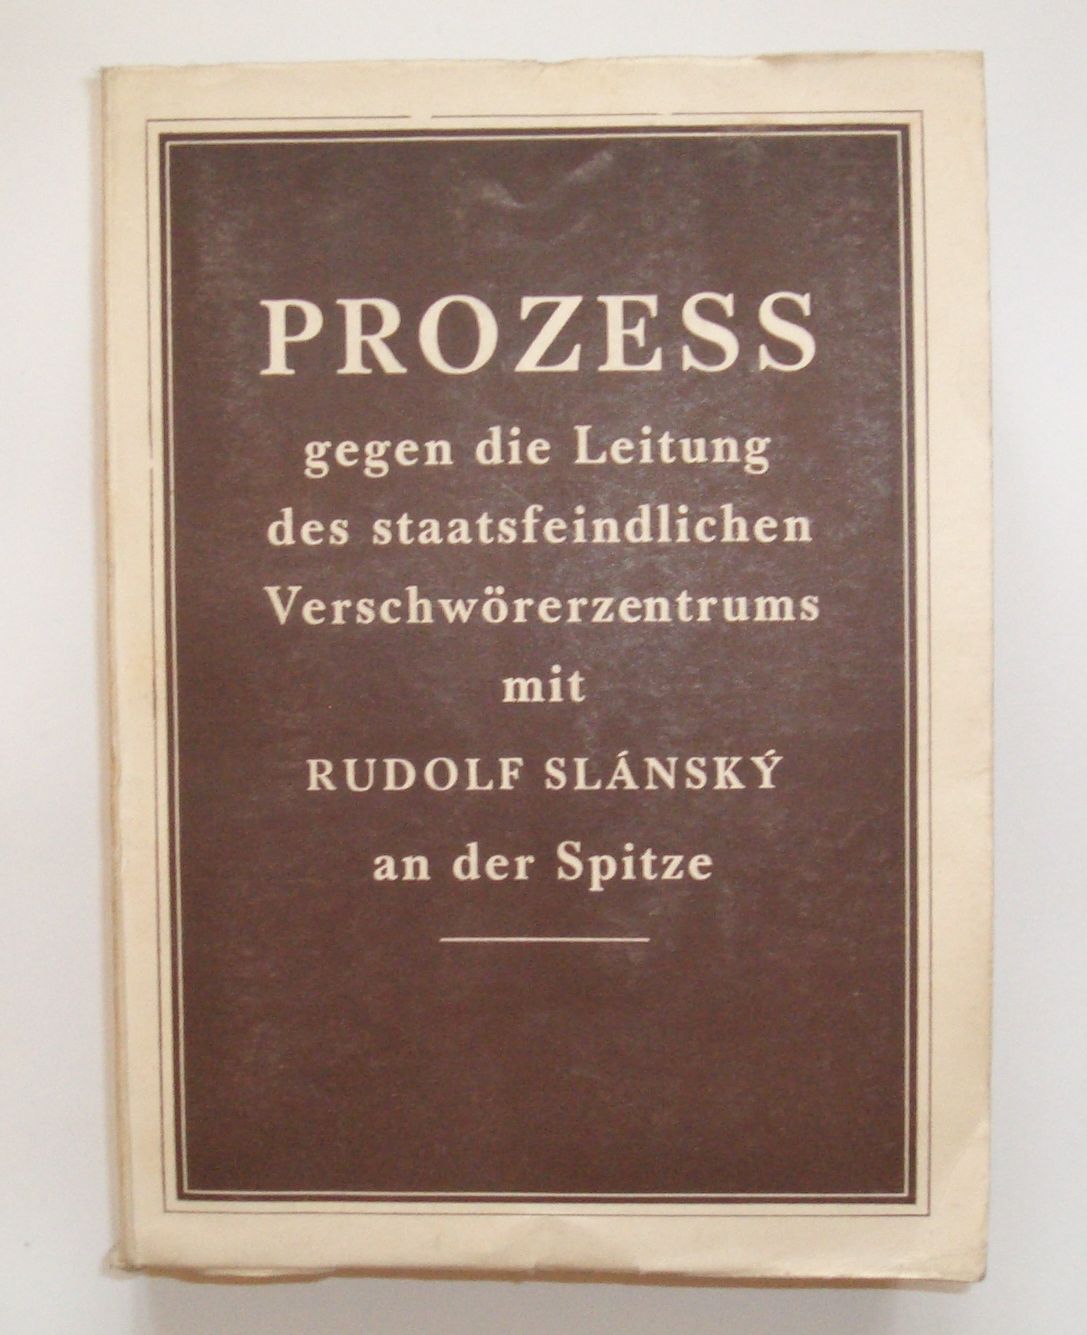 PROZESS
gegen die Leitung
des staatsfeindlichen
Verschwörerzentrums
mit
RUDOLF SLÁNSKÝ
an der Spitze